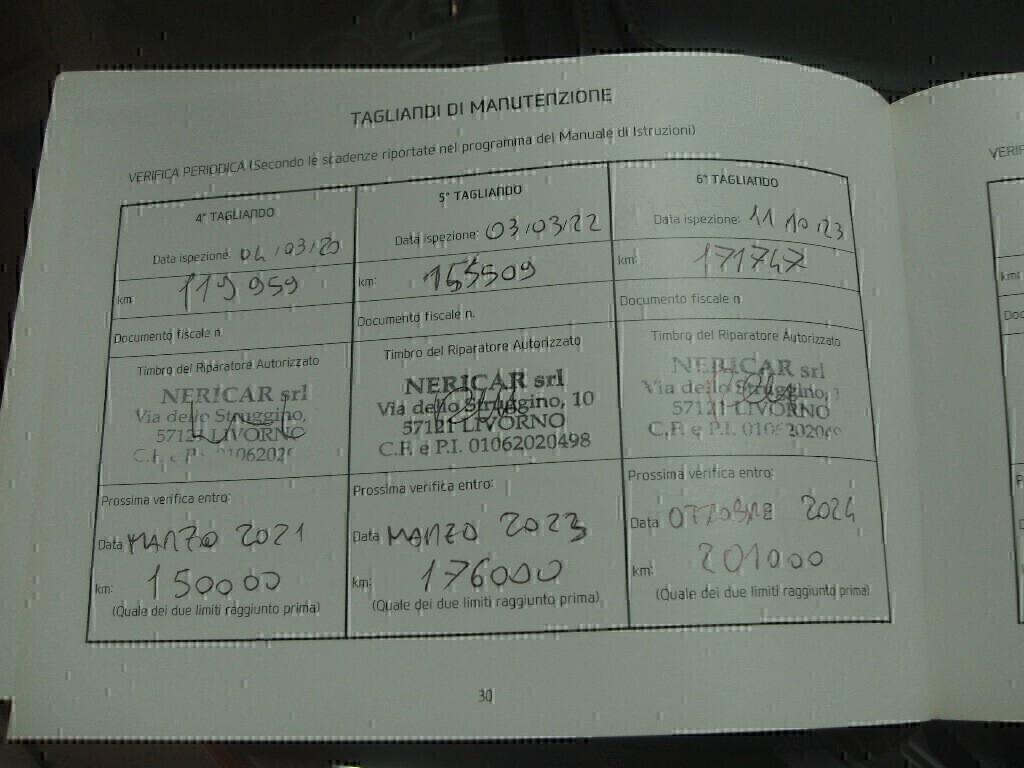 TAGLIANDI DI MANUTENZIONE
VERIFICA PERIODICA (Secondo le scadenze riportate nel programma del Manuale di Istruzioni)
4° TAGLIANDO
Data ispezione: 04/03/20
km: 119959
Documento fiscale n.
Timbro del Riparatore Autorizzato
NERICAR srl
Via dello Struggino,
57121 LIVORNO
Prossima verifica entro:
Data MARZO 2021
km: 150000
(Quale dei due limiti raggiunto prima)
5° TAGLIANDO
Data ispezione: 03/03/22
km:
Documento fiscale n.
Timbro del Riparatore Autorizzato
NERICAR srl
Via dello Struggino, 10
57121 LIVORNO
C.F. e P.I. 01062020498
Prossima verifica entro:
Data MARZO 2023
km: 176000
(Quale dei due limiti raggiunto prima)
6° TAGLIANDO
Data ispezione: 11 10/23
km: 171747
Documento fiscale n
Timbro del Riparatore Autorizzato
NERICAR srl
Via dello Struggino,
57121 LIVORNO
C.F. e P.I.
Prossima verifica entro:
Data OTTOBRE 2024
km: 201000
(Quale dei due limiti raggiunto prima)
30
km: